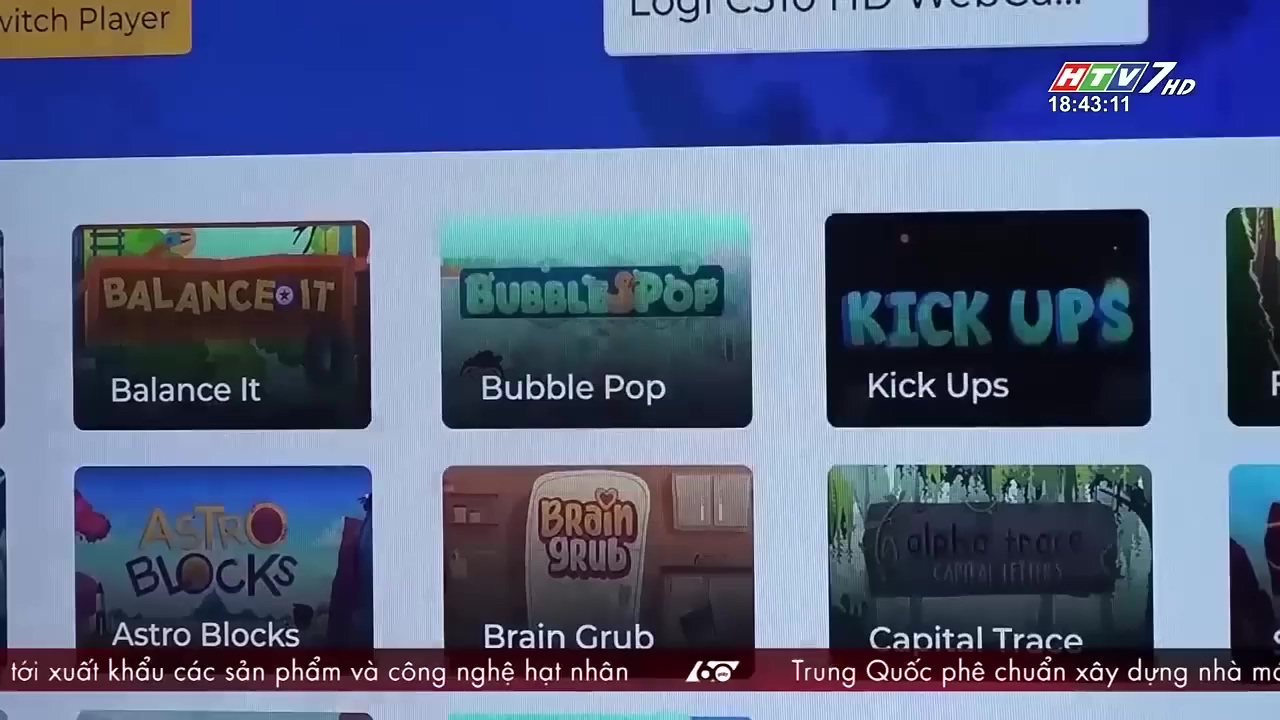 witch Player
Logi C310 HD WebCa...
HTV7 HD
18:43:11
BALANCE IT
Balance It
BUBBLE POP
Bubble Pop
KICK UPS
Kick Ups
ASTRO
BLOCKS
Astro Blocks
BRain
grub
Brain Grub
alpha trace
CAPITAL LETTERS
Capital Trace
tới xuất khẩu các sản phẩm và công nghệ hạt nhân
60
Trung Quốc phê chuẩn xây dựng nhà m